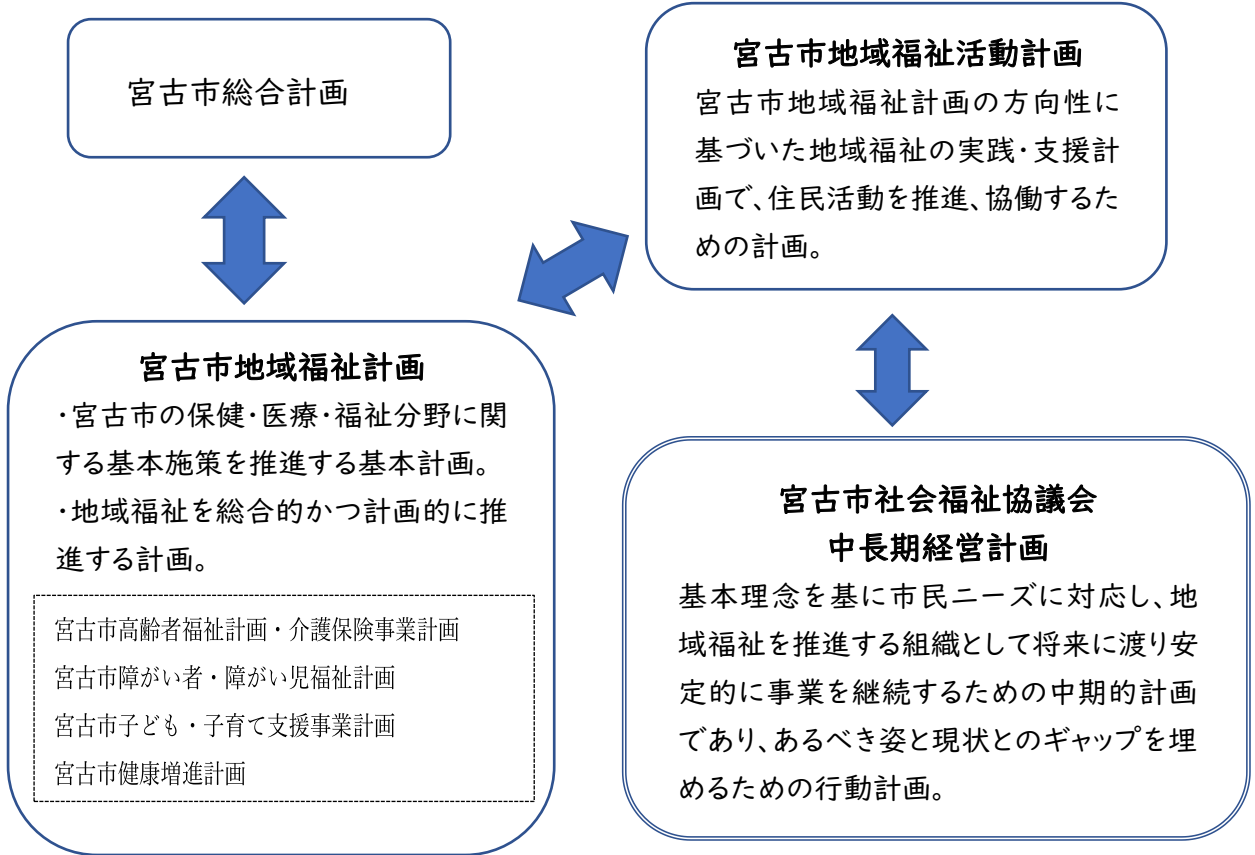 宮古市総合計画
宮古市地域福祉活動計画
宮古市地域福祉計画の方向性に
基づいた地域福祉の実践・支援計
画で、住民活動を推進、協働するた
めの計画。
宮古市地域福祉計画
・宮古市の保健・医療・福祉分野に関
する基本施策を推進する基本計画。
・地域福祉を総合的かつ計画的に推
進する計画。
宮古市高齢者福祉計画・介護保険事業計画
宮古市障がい者・障がい児福祉計画
宮古市子ども・子育て支援事業計画
宮古市健康増進計画
宮古市社会福祉協議会
中長期経営計画
基本理念を基に市民ニーズに対応し、地
域福祉を推進する組織として将来に渡り安
定的に事業を継続するための中期的計画
であり、あるべき姿と現状とのギャップを埋
めるための行動計画。